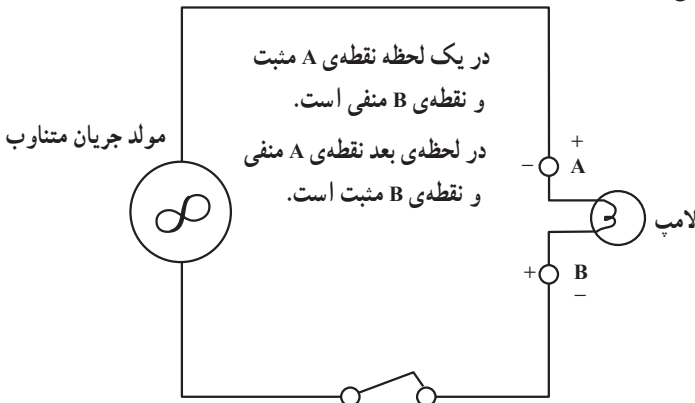 در یک لحظه نقطه‌ی A مثبت
و نقطه‌ی B منفی است.
در لحظه‌ی بعد نقطه‌ی A منفی
و نقطه‌ی B مثبت است.
مولد جریان متناوب
+
− A
لامپ
+ B
−